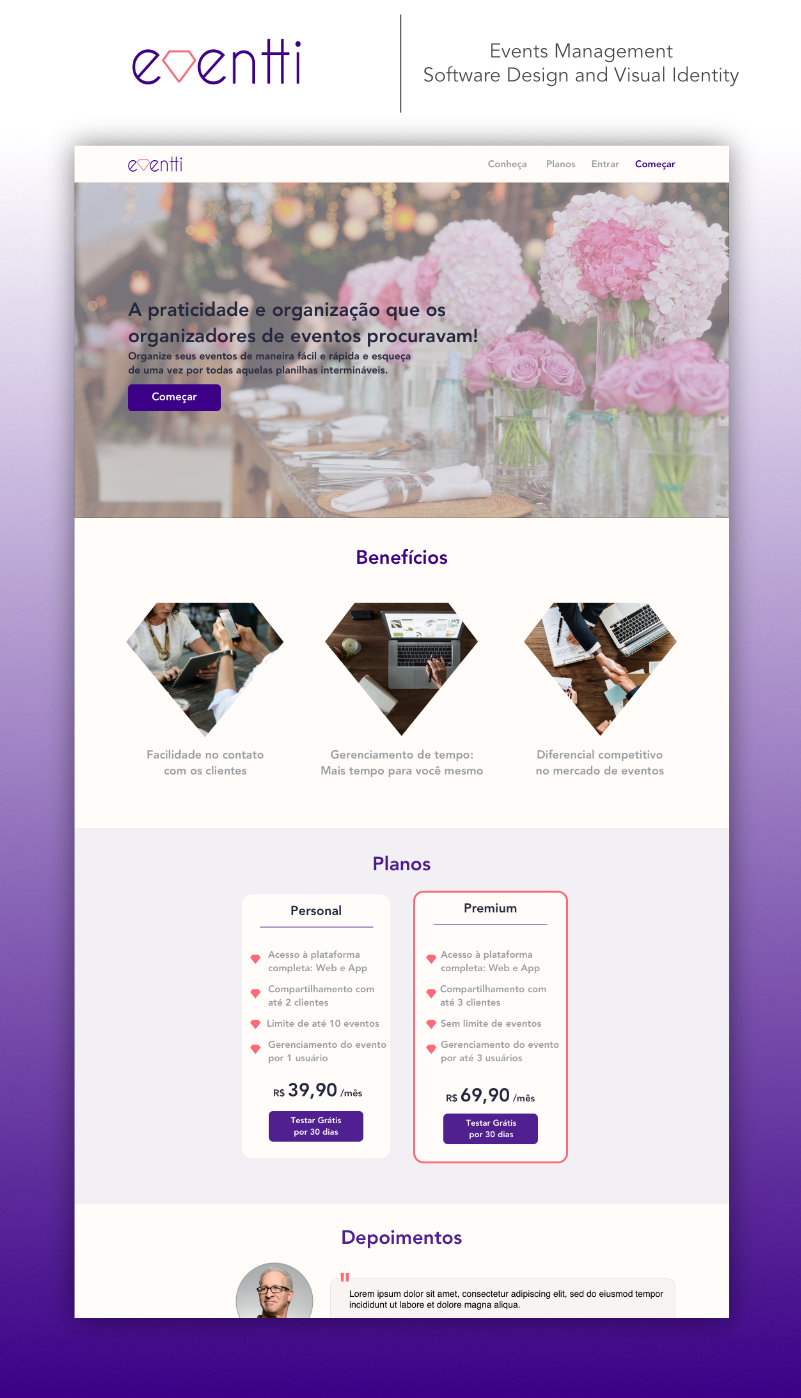 eventti
Events Management
Software Design and Visual Identity
eventti
Conheça Planos Entrar Começar
A praticidade e organização que os
organizadores de eventos procuravam!
Organize seus eventos de maneira fácil e rápida e esqueça
de uma vez por todas aquelas planilhas intermináveis.
Começar
Benefícios
Facilidade no contato
com os clientes
Gerenciamento de tempo:
Mais tempo para você mesmo
Diferencial competitivo
no mercado de eventos
Planos
Personal
Acesso à plataforma
completa: Web e App
Compartilhamento com
até 2 clientes
Limite de até 10 eventos
Gerenciamento do evento
por 1 usuário
R$ 39,90 /mês
Testar Grátis
por 30 dias
Premium
Acesso à plataforma
completa: Web e App
Compartilhamento com
até 3 clientes
Sem limite de eventos
Gerenciamento do evento
por até 3 usuários
R$ 69,90 /mês
Testar Grátis
por 30 dias
Depoimentos
"
Lorem ipsum dolor sit amet, consectetur adipiscing elit, sed do eiusmod tempor
incididunt ut labore et dolore magna aliqua.